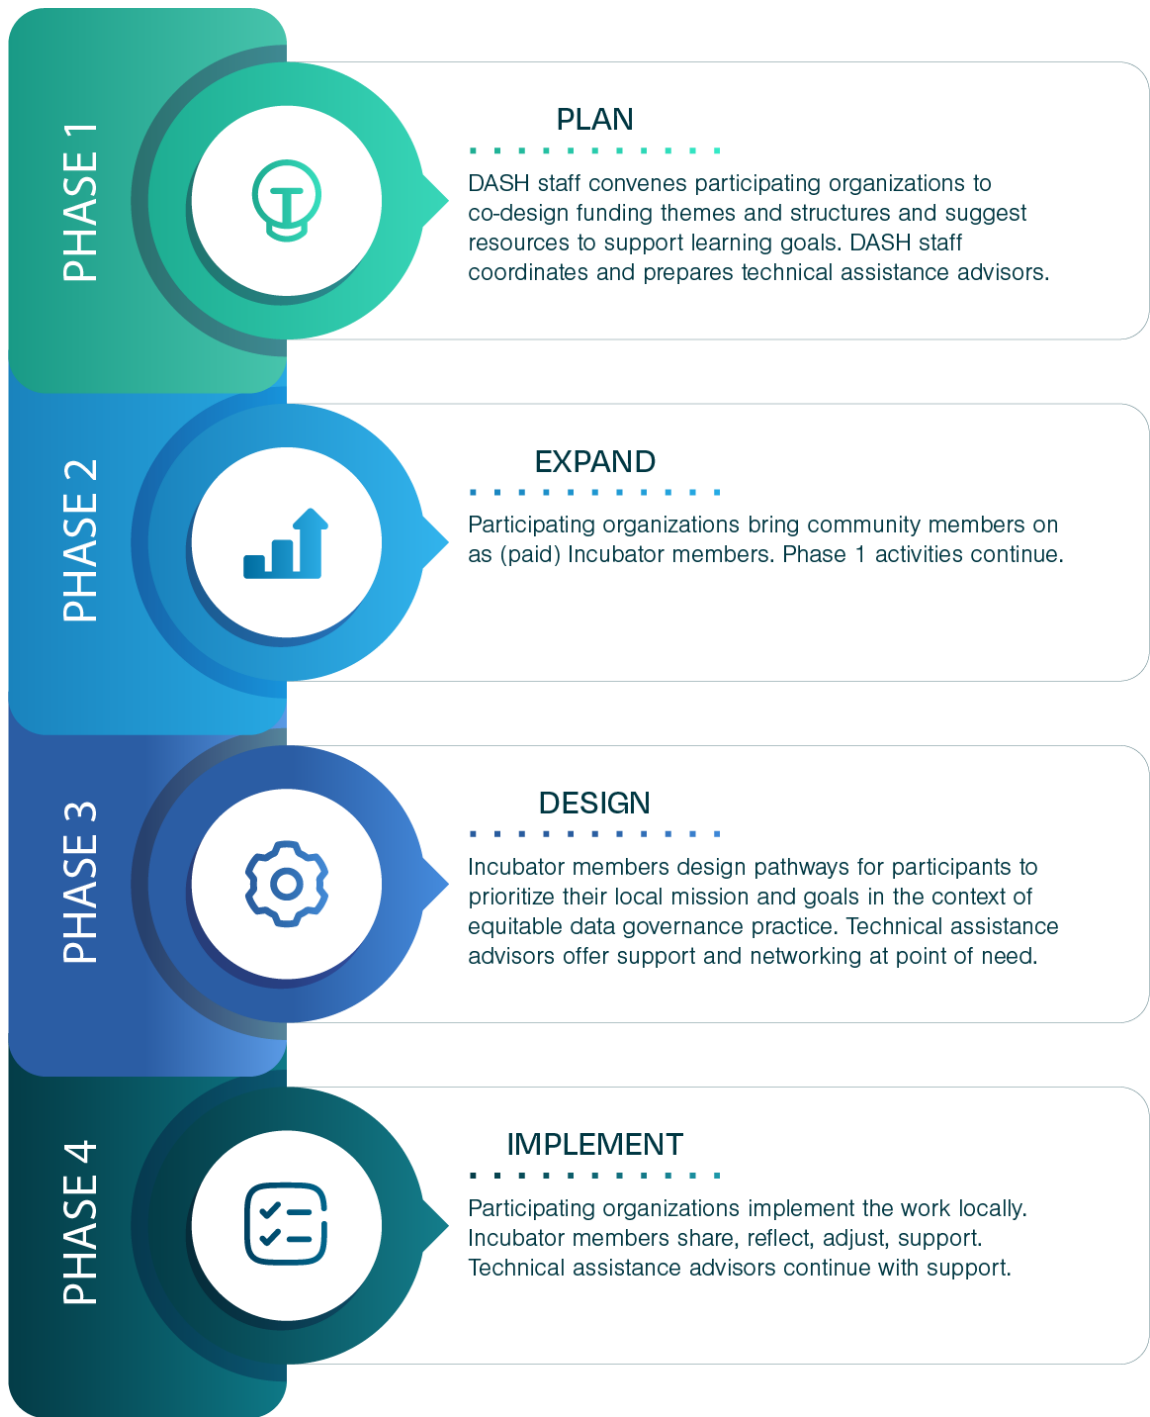 PHASE 1
PLAN
DASH staff convenes participating organizations to
co-design funding themes and structures and suggest
resources to support learning goals. DASH staff
coordinates and prepares technical assistance advisors.
PHASE 2
EXPAND
Participating organizations bring community members on
as (paid) Incubator members. Phase 1 activities continue.
PHASE 3
DESIGN
Incubator members design pathways for participants to
prioritize their local mission and goals in the context of
equitable data governance practice. Technical assistance
advisors offer support and networking at point of need.
PHASE 4
IMPLEMENT
Participating organizations implement the work locally.
Incubator members share, reflect, adjust, support.
Technical assistance advisors continue with support.